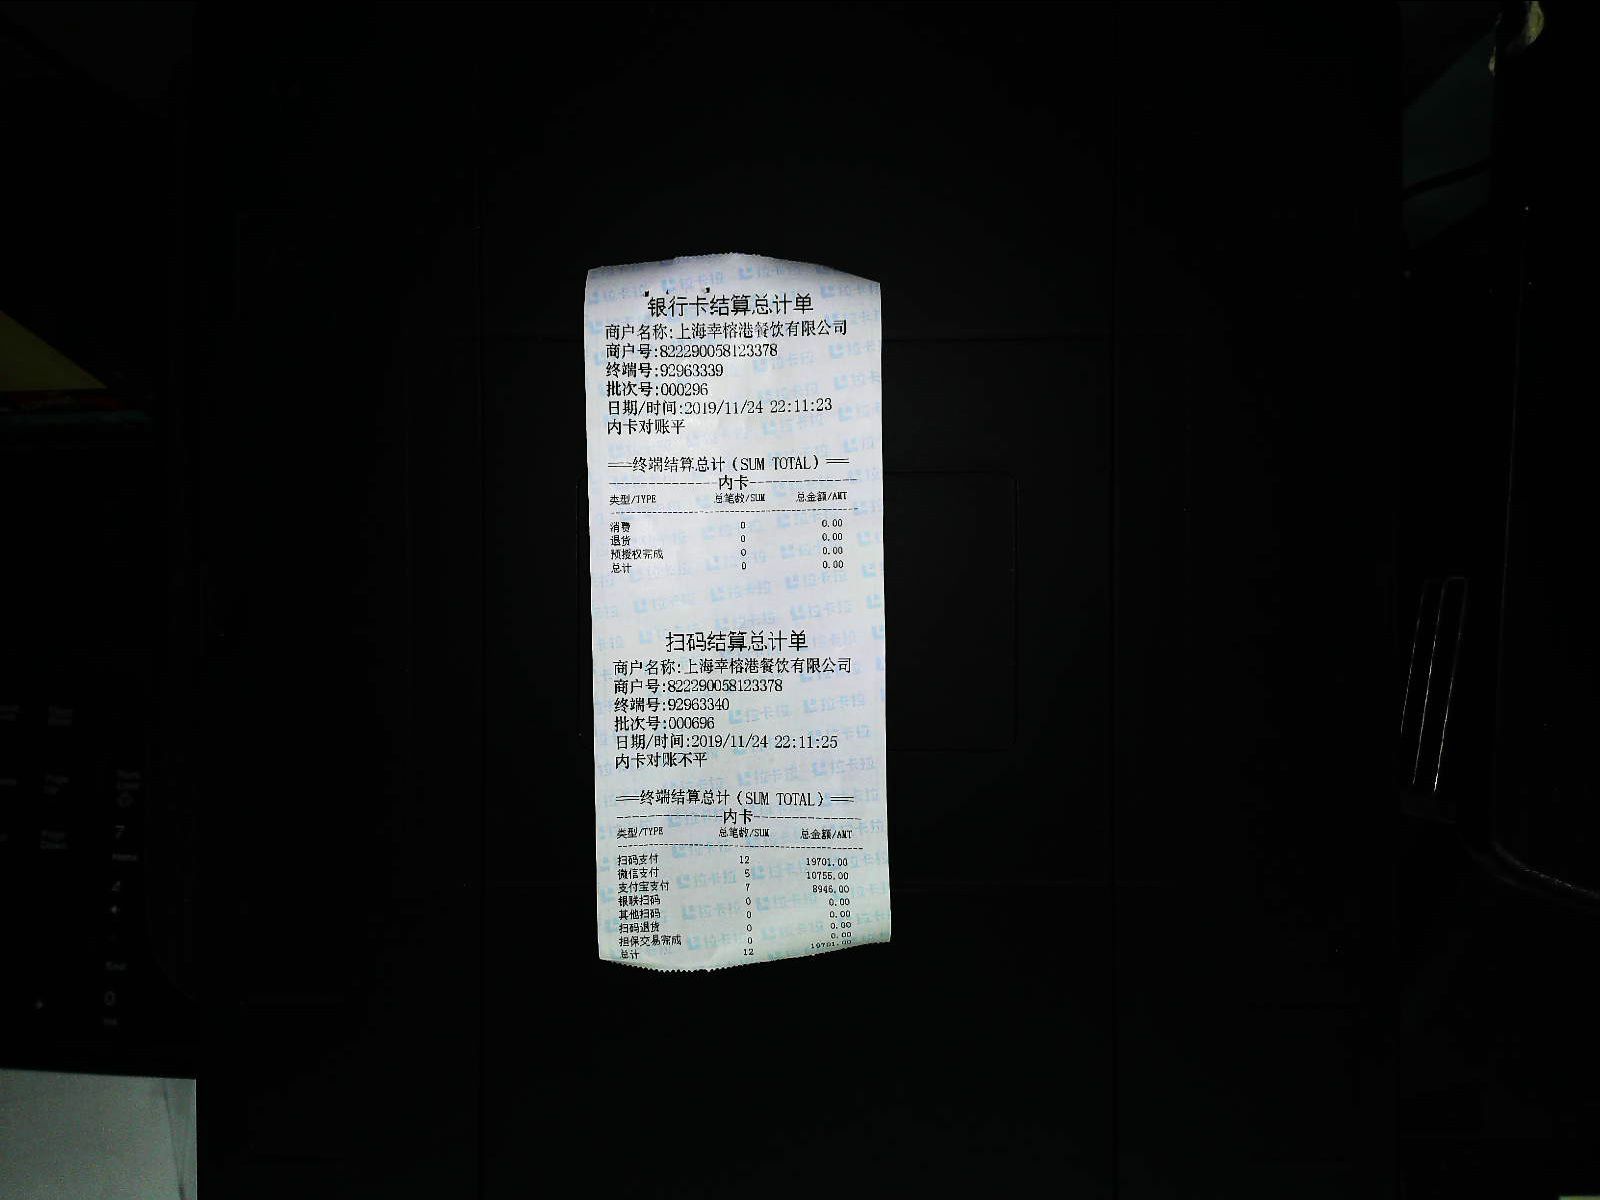 银行卡结算总计单
商户名称:上海幸榕港餐饮有限公司
商户号:822290058123378
终端号:92963339
批次号:000296
日期/时间:2019/11/24 22:11:23
内卡对账平
══终端结算总计(SUM TOTAL)══
----------------内卡----------------
类型/TYPE 总笔数/SUM 总金额/AMT
消费 0 0.00
退货 0 0.00
预授权完成 0 0.00
总计 0 0.00
扫码结算总计单
商户名称:上海幸榕港餐饮有限公司
商户号:822290058123378
终端号:92963340
批次号:000696
日期/时间:2019/11/24 22:11:25
内卡对账不平
══终端结算总计(SUM TOTAL)══
----------------内卡----------------
类型/TYPE 总笔数/SUM 总金额/AMT
扫码支付 12 19701.00
微信支付 5 10755.00
支付宝支付 7 8946.00
银联扫码 0 0.00
其他扫码 0 0.00
扫码退货 0 0.00
担保交易完成 0 0.00
总计 12 19701.00